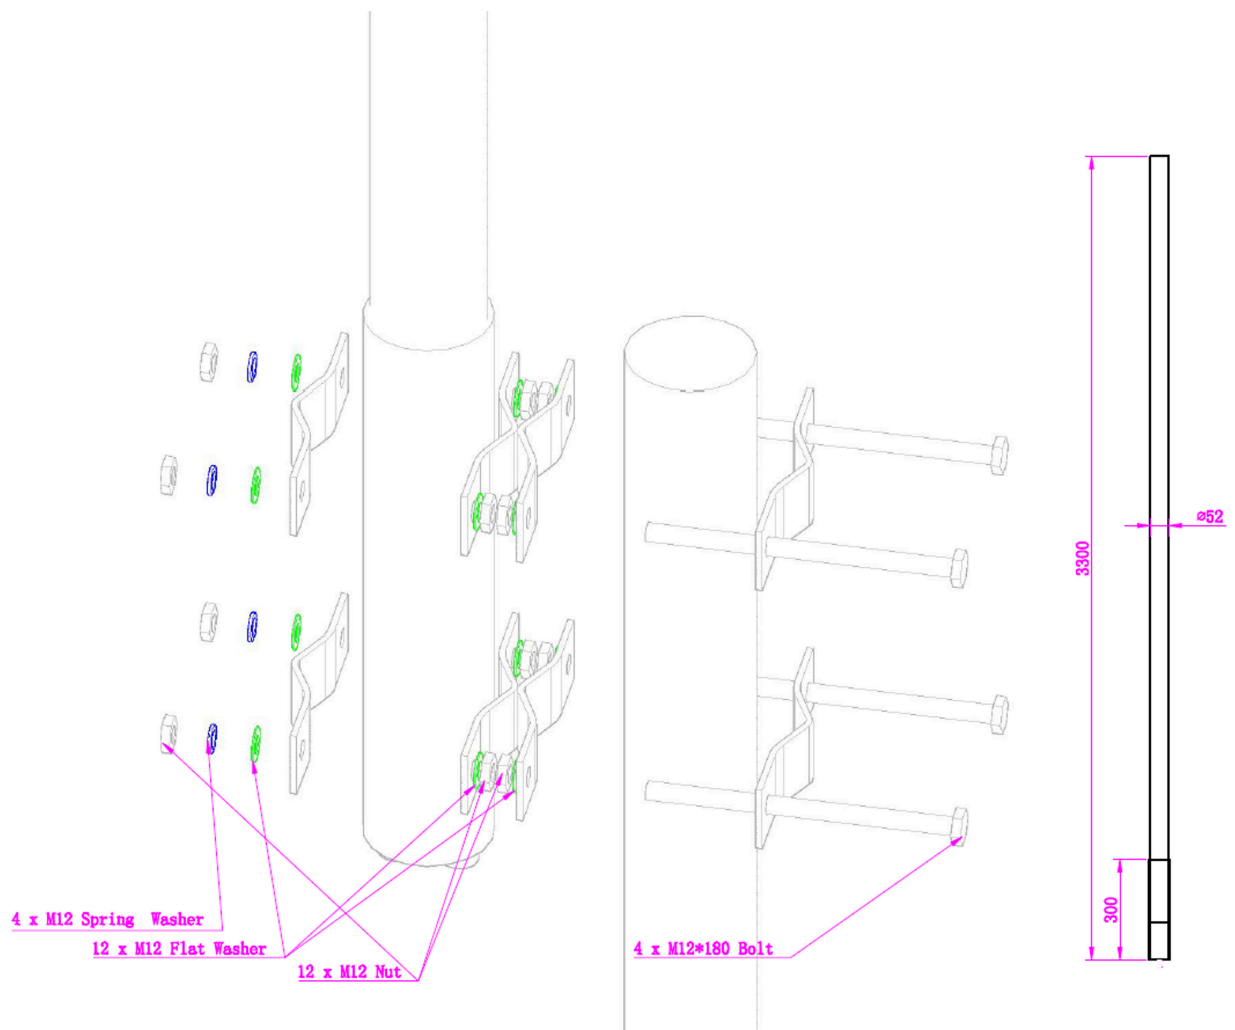 ø52
3300
300
4 x M12 Spring Washer
12 x M12 Flat Washer
12 x M12 Nut
4 x M12*180 Bolt